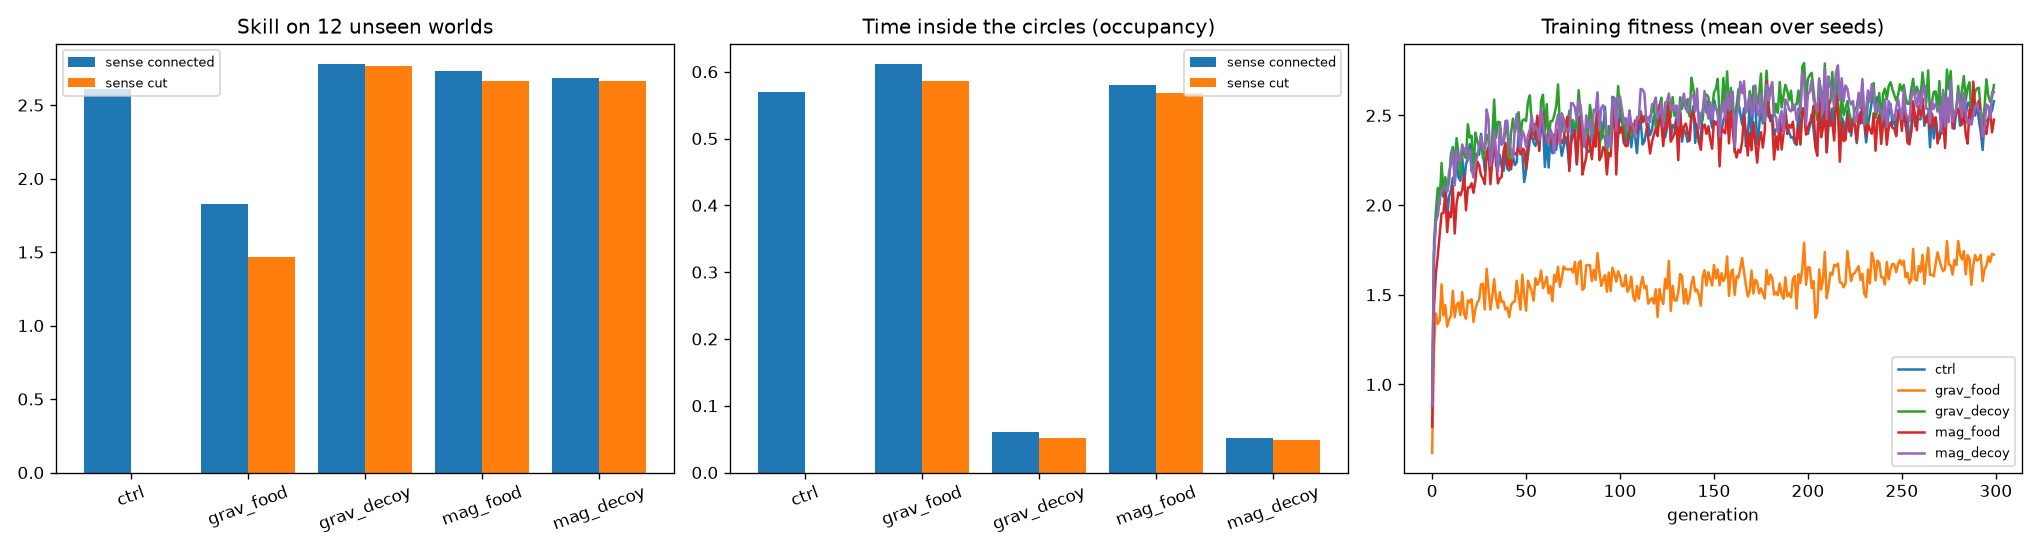 Skill on 12 unseen worlds
sense connected
sense cut
2.5
2.0
1.5
1.0
0.5
0.0
ctrl
grav_food
grav_decoy
mag_food
mag_decoy
Time inside the circles (occupancy)
sense connected
sense cut
0.6
0.5
0.4
0.3
0.2
0.1
0.0
ctrl
grav_food
grav_decoy
mag_food
mag_decoy
Training fitness (mean over seeds)
2.5
2.0
1.5
1.0
ctrl
grav_food
grav_decoy
mag_food
mag_decoy
0 50 100 150 200 250 300
generation